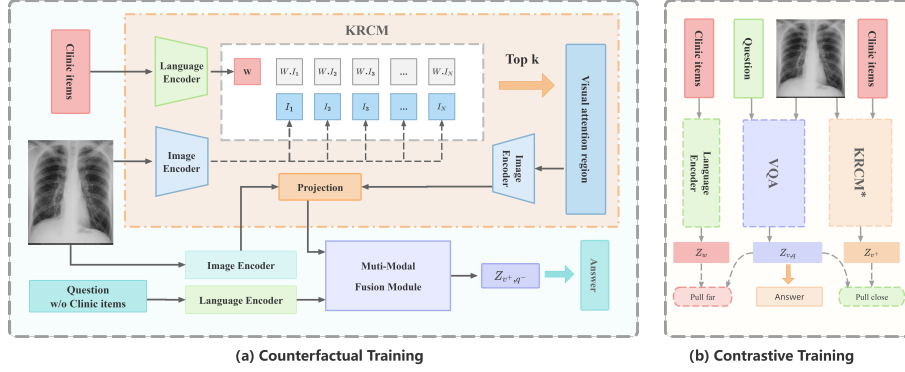 KRCM
Clinic items
Language
Encoder
w
W.I1
W.I2
W.I3
...
W.IN
I1
I2
I3
...
IN
Top k
Visual attention region
Image
Encoder
Image
Encoder
Projection
Image Encoder
Question
w/o Clinic items
Language Encoder
Muti-Modal
Fusion Module
Zv+,q-
Answer
(a) Counterfactual Training
Clinic items
Question
Clinic items
Language
Encoder
VQA
KRCM*
Zw
Zv,q
Zv+
Pull far
Answer
Pull close
(b) Contrastive Training